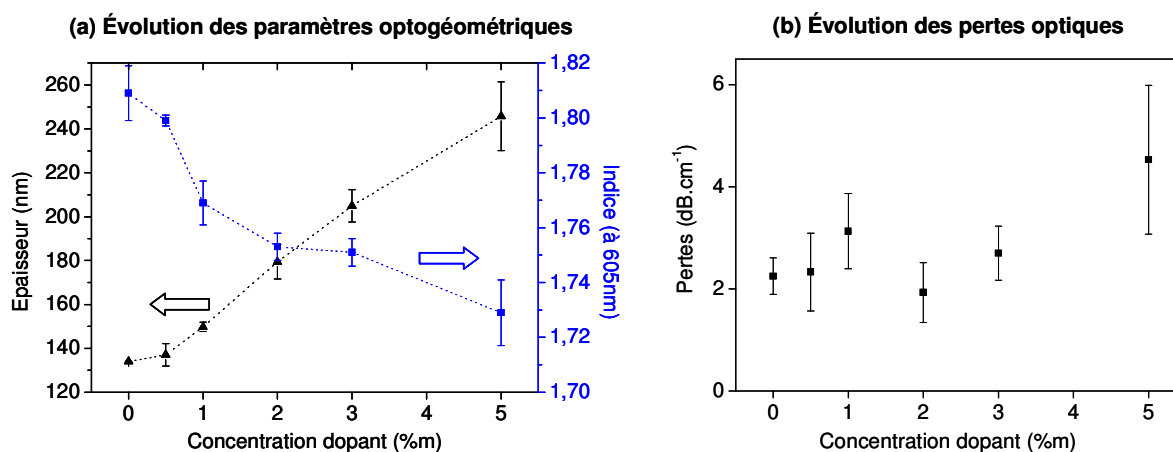 (a) Évolution des paramètres optogéométriques
260
240
220
200
180
160
140
120
Epaisseur (nm)
1,82
1,80
1,78
1,76
1,74
1,72
1,70
Indice (à 605nm)
0 1 2 3 4 5
Concentration dopant (%m)
(b) Évolution des pertes optiques
6
4
2
0
Pertes (dB.cm-1)
0 1 2 3 4 5
Concentration dopant (%m)